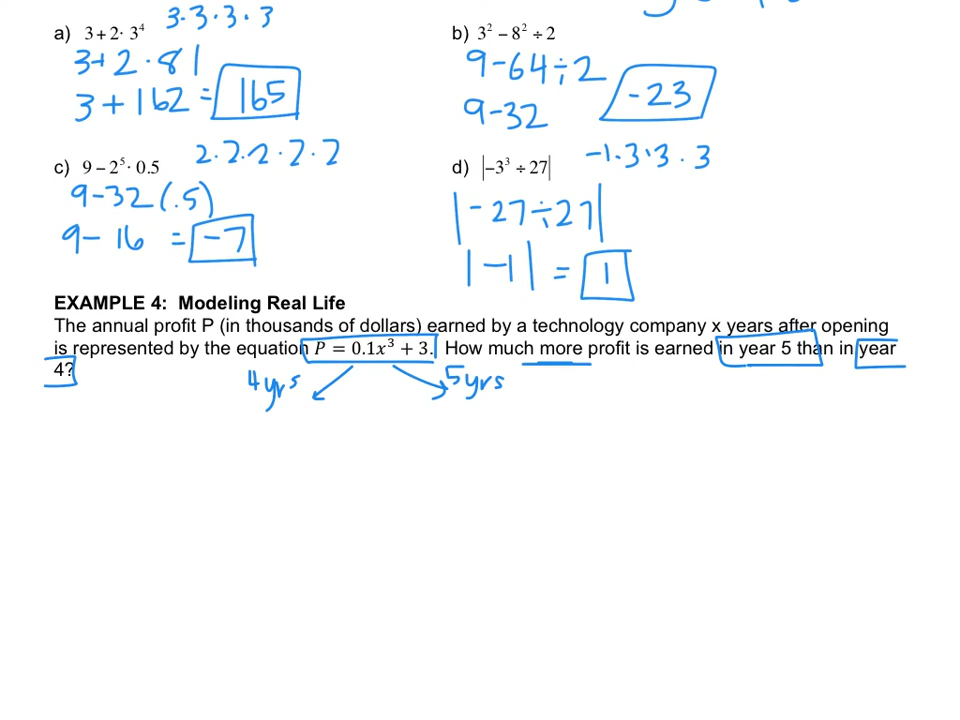 3·3·3·3
a) 3 + 2· 3⁴
b) 3² − 8² ÷ 2
3+2·81
9-64÷2
3+162 = 165
9-32
-23
c) 9 − 2⁵· 0.5
2·2·2·2·2
d) |−3³ ÷ 27|
-1·3·3·3
9-32(.5)
|-27÷27|
9-16 = -7
|-1| = 1
EXAMPLE 4: Modeling Real Life
The annual profit P (in thousands of dollars) earned by a technology company x years after opening
is represented by the equation P = 0.1x³ + 3. How much more profit is earned in year 5 than in year
4?
4yrs
5yrs